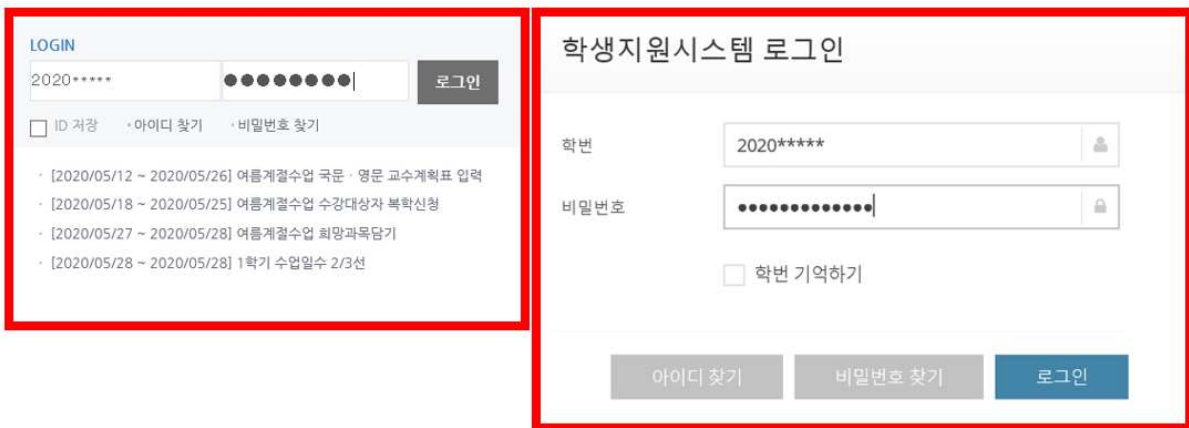 LOGIN
2020***** ●●●●●●●● 로그인
ID 저장 ·아이디 찾기 ·비밀번호 찾기
· [2020/05/12 ~ 2020/05/26] 여름계절수업 국문 · 영문 교수계획표 입력
· [2020/05/18 ~ 2020/05/25] 여름계절수업 수강대상자 복학신청
· [2020/05/27 ~ 2020/05/28] 여름계절수업 희망과목담기
· [2020/05/28 ~ 2020/05/28] 1학기 수업일수 2/3선
학생지원시스템 로그인
학번 2020*****
비밀번호 ●●●●●●●●●●●●●
학번 기억하기
아이디 찾기 비밀번호 찾기 로그인